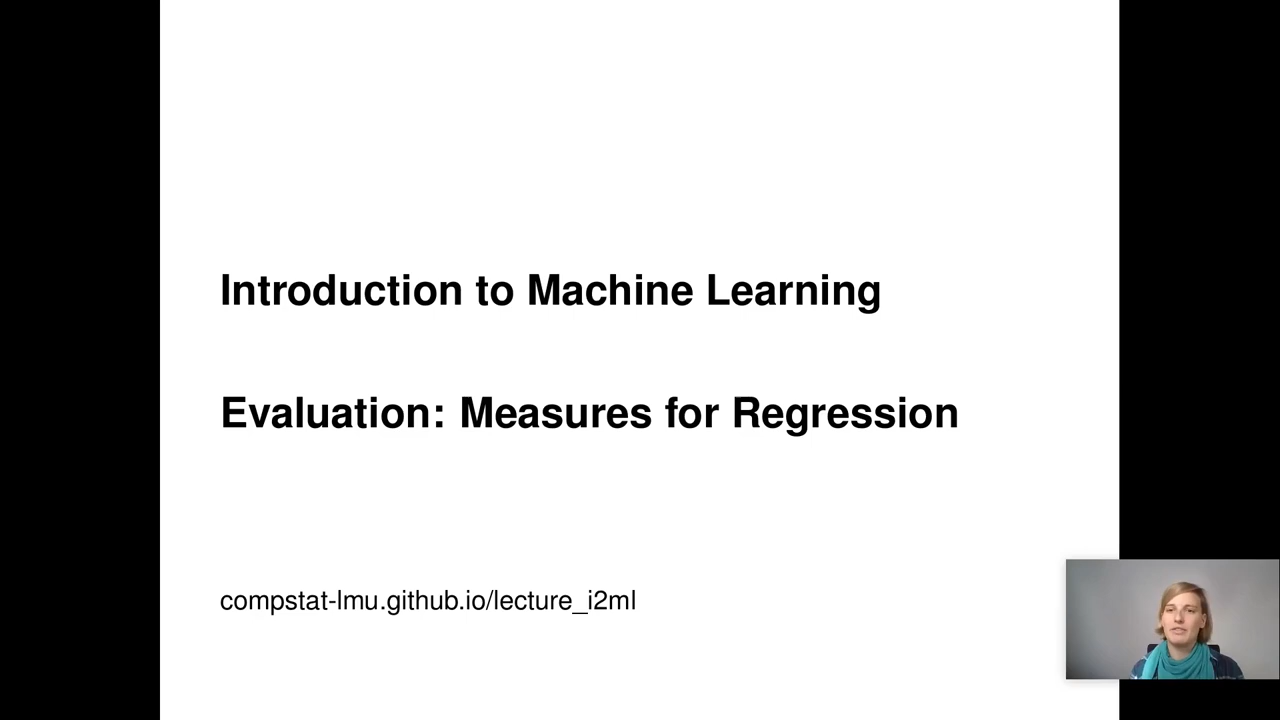 Introduction to Machine Learning
Evaluation: Measures for Regression
compstat-lmu.github.io/lecture_i2ml